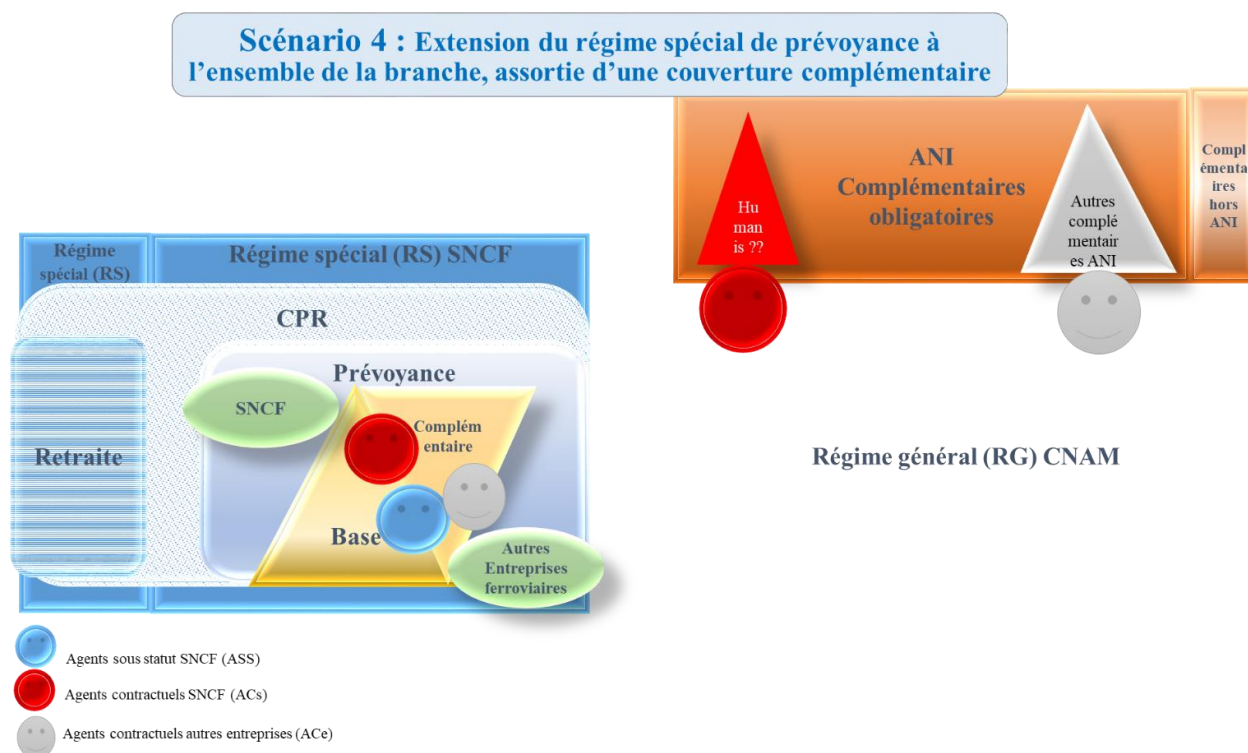 Scénario 4 : Extension du régime spécial de prévoyance à
l’ensemble de la branche, assortie d’une couverture complémentaire
ANI
Complémentaires
obligatoires
Compl
émenta
ires
hors
ANI
Hu
man
is ??
Autres
complé
mentair
es ANI
Régime
spécial (RS)
Régime spécial (RS) SNCF
CPR
Prévoyance
SNCF
Complém
entaire
Retraite
Base
Autres
Entreprises
ferroviaires
Régime général (RG) CNAM
Agents sous statut SNCF (ASS)
Agents contractuels SNCF (ACs)
Agents contractuels autres entreprises (ACe)